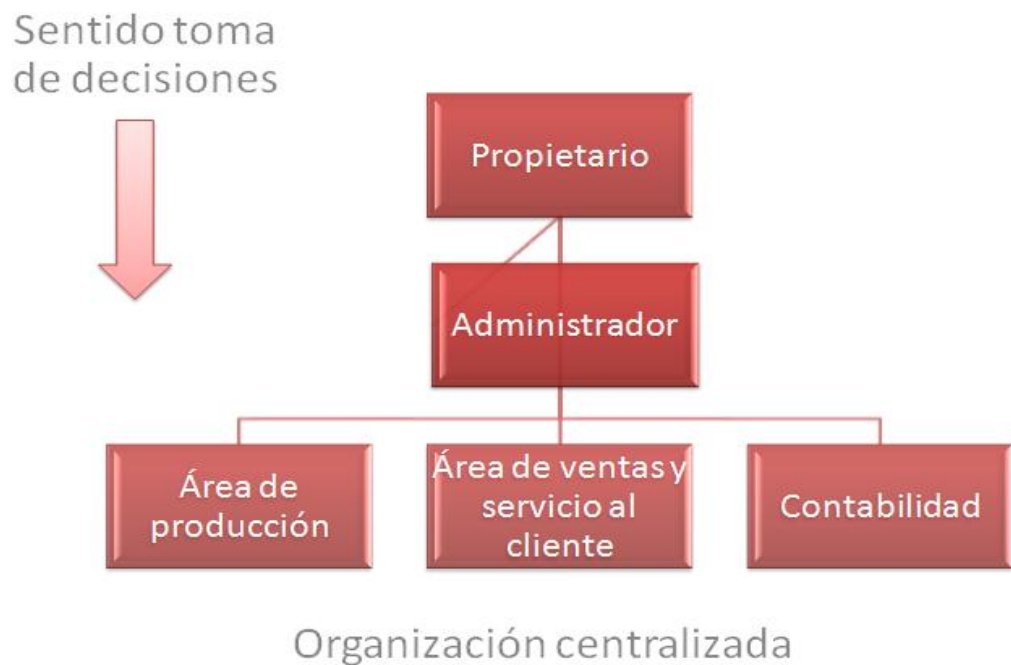 Sentido toma
de decisiones
Propietario
Administrador
Área de
producción
Área de ventas y
servicio al
cliente
Contabilidad
Organización centralizada